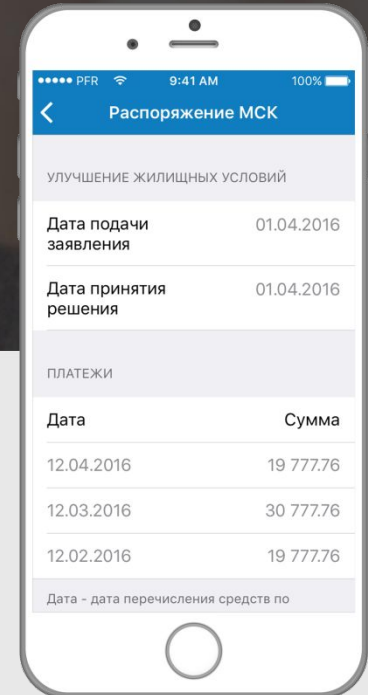 PFR 9:41 AM 100%
Распоряжение МСК
УЛУЧШЕНИЕ ЖИЛИЩНЫХ УСЛОВИЙ
Дата подачи 01.04.2016
заявления
Дата принятия 01.04.2016
решения
ПЛАТЕЖИ
Дата Сумма
12.04.2016 19 777.76
12.03.2016 30 777.76
12.02.2016 19 777.76
Дата - дата перечисления средств по